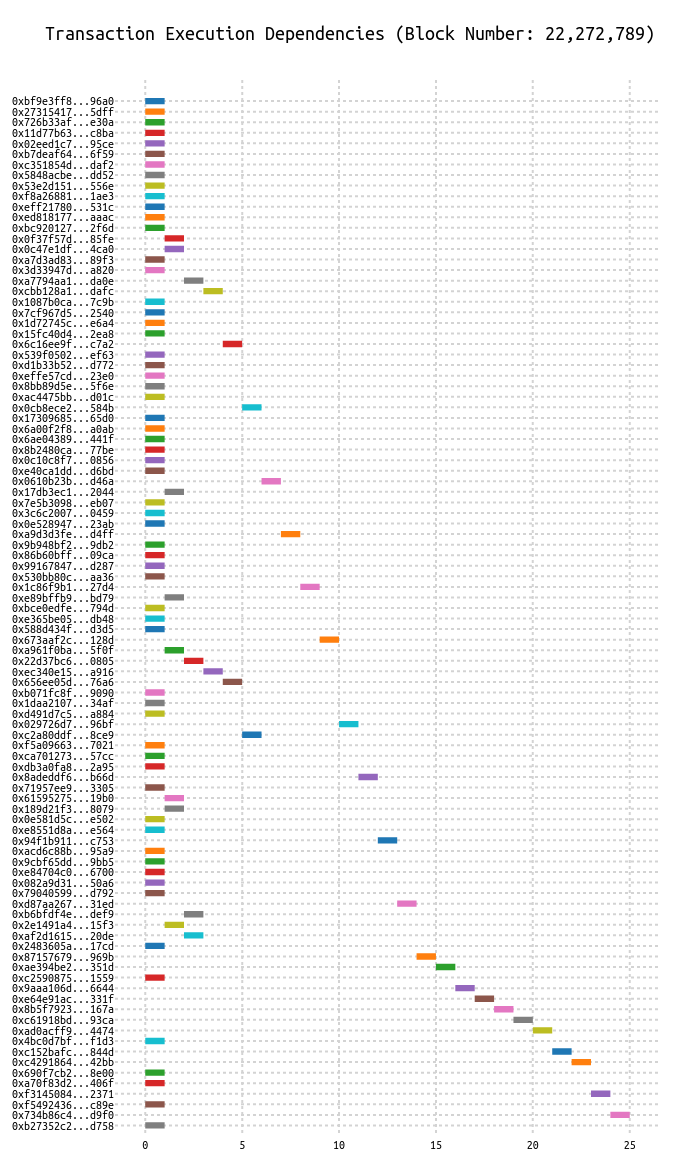 Transaction Execution Dependencies (Block Number: 22,272,789)
0xbf9e3ff8...96a0
0x27315417...5dff
0x726b33af...e30a
0x11d77b63...c8ba
0x02eed1c7...95ce
0xb7deaf64...6f59
0xc351854d...daf2
0x5848acbe...dd52
0x53e2d151...556e
0xf8a26881...1ae3
0xeff21780...531c
0xed818177...aaac
0xbc920127...2f6d
0x0f37f57d...85fe
0x0c47e1df...4ca0
0xa7d3ad83...89f3
0x3d33947d...a820
0xa7794aa1...da0e
0xcbb128a1...dafc
0x1087b0ca...7c9b
0x7cf967d5...2540
0x1d72745c...e6a4
0x15fc40d4...2ea8
0x6c16ee9f...c7a2
0x539f0502...ef63
0xd1b33b52...d772
0xeffe57cd...23e0
0x8bb89d5e...5f6e
0xac4475bb...d01c
0x0cb8ece2...584b
0x17309685...65d0
0x6a00f2f8...a0ab
0x6ae04389...441f
0x8b2480ca...77be
0x0c10c8f7...0856
0xe40ca1dd...d6bd
0x0610b23b...d46a
0x17db3ec1...2044
0x7e5b3098...eb07
0x3c6c2007...0459
0x0e528947...23ab
0xa9d3d3fe...d4ff
0x9b948bf2...9db2
0x86b60bff...09ca
0x99167847...d287
0x530bb80c...aa36
0x1c86f9b1...27d4
0xe89bffb9...bd79
0xbce0edfe...794d
0xe365be05...db48
0x588d434f...d3d5
0x673aaf2c...128d
0xa961f0ba...5f0f
0x22d37bc6...0805
0xec340e15...a916
0x656ee05d...76a6
0xb071fc8f...9090
0x1daa2107...34af
0xd491d7c5...a884
0x029726d7...96bf
0xc2a80ddf...8ce9
0xf5a09663...7021
0xca701273...57cc
0xdb3a0fa8...2a95
0x8adeddf6...b66d
0x71957ee9...3305
0x61595275...19b0
0x189d21f3...8079
0x0e581d5c...e502
0xe8551d8a...e564
0x94f1b911...c753
0xacd6c88b...95a9
0x9cbf65dd...9bb5
0xe84704c0...6700
0x082a9d31...50a6
0x79040599...d792
0xd87aa267...31ed
0xb6bfdf4e...def9
0x2e1491a4...15f3
0xaf2d1615...20de
0x2483605a...17cd
0x87157679...969b
0xae394be2...351d
0xc2590875...1559
0x9aaa106d...6644
0xe64e91ac...331f
0x8b5f7923...167a
0xc61918bd...93ca
0xad0acff9...4474
0x4bc0d7bf...f1d3
0xc152bafc...844d
0xc4291864...42bb
0x690f7cb2...8e00
0xa70f83d2...406f
0xf3145084...2371
0xf5492436...c89e
0x734b86c4...d9f0
0xb27352c2...d758
0 5 10 15 20 25